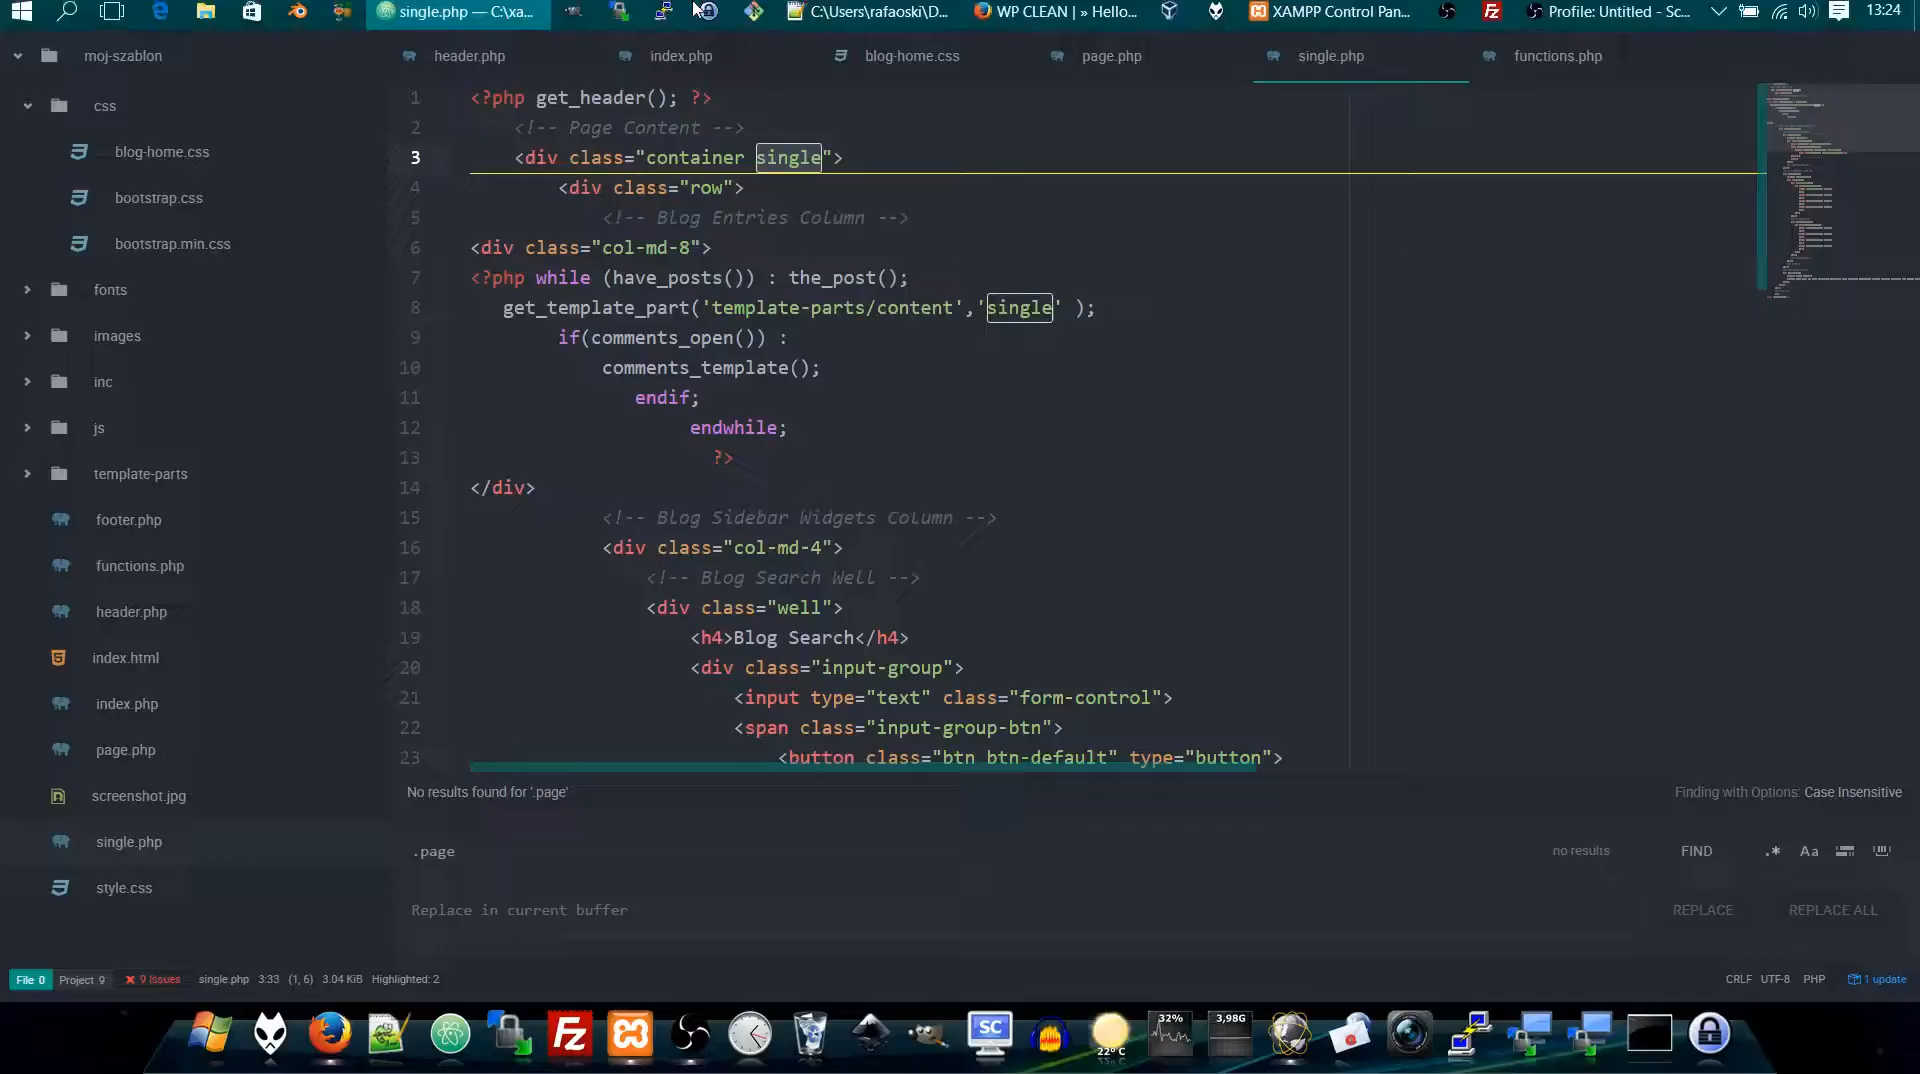 single.php — C:\xa...
C:\Users\rafaoski\D...
WP CLEAN | » Hello...
XAMPP Control Pan...
Profile: Untitled - Sc...
13:24
moj-szablon
header.php
index.php
blog-home.css
page.php
single.php
functions.php
css
blog-home.css
bootstrap.css
bootstrap.min.css
fonts
images
inc
js
template-parts
footer.php
functions.php
header.php
index.html
index.php
page.php
screenshot.jpg
single.php
style.css
1 <?php get_header(); ?>
2 <!-- Page Content -->
3 <div class="container single">
4 <div class="row">
5 <!-- Blog Entries Column -->
6 <div class="col-md-8">
7 <?php while (have_posts()) : the_post();
8 get_template_part('template-parts/content','single' );
9 if(comments_open()) :
10 comments_template();
11 endif;
12 endwhile;
13 ?>
14 </div>
15 <!-- Blog Sidebar Widgets Column -->
16 <div class="col-md-4">
17 <!-- Blog Search Well -->
18 <div class="well">
19 <h4>Blog Search</h4>
20 <div class="input-group">
21 <input type="text" class="form-control">
22 <span class="input-group-btn">
23 <button class="btn btn-default" type="button">
No results found for '.page'
Finding with Options: Case Insensitive
.page
no results
FIND
.*
Aa
Replace in current buffer
REPLACE
REPLACE ALL
File 0
Project 9
9 Issues
single.php
3:33
(1, 6)
3.04 KiB
Highlighted: 2
CRLF
UTF-8
PHP
1 update
FZ
SC
22° C
32%
3,98G